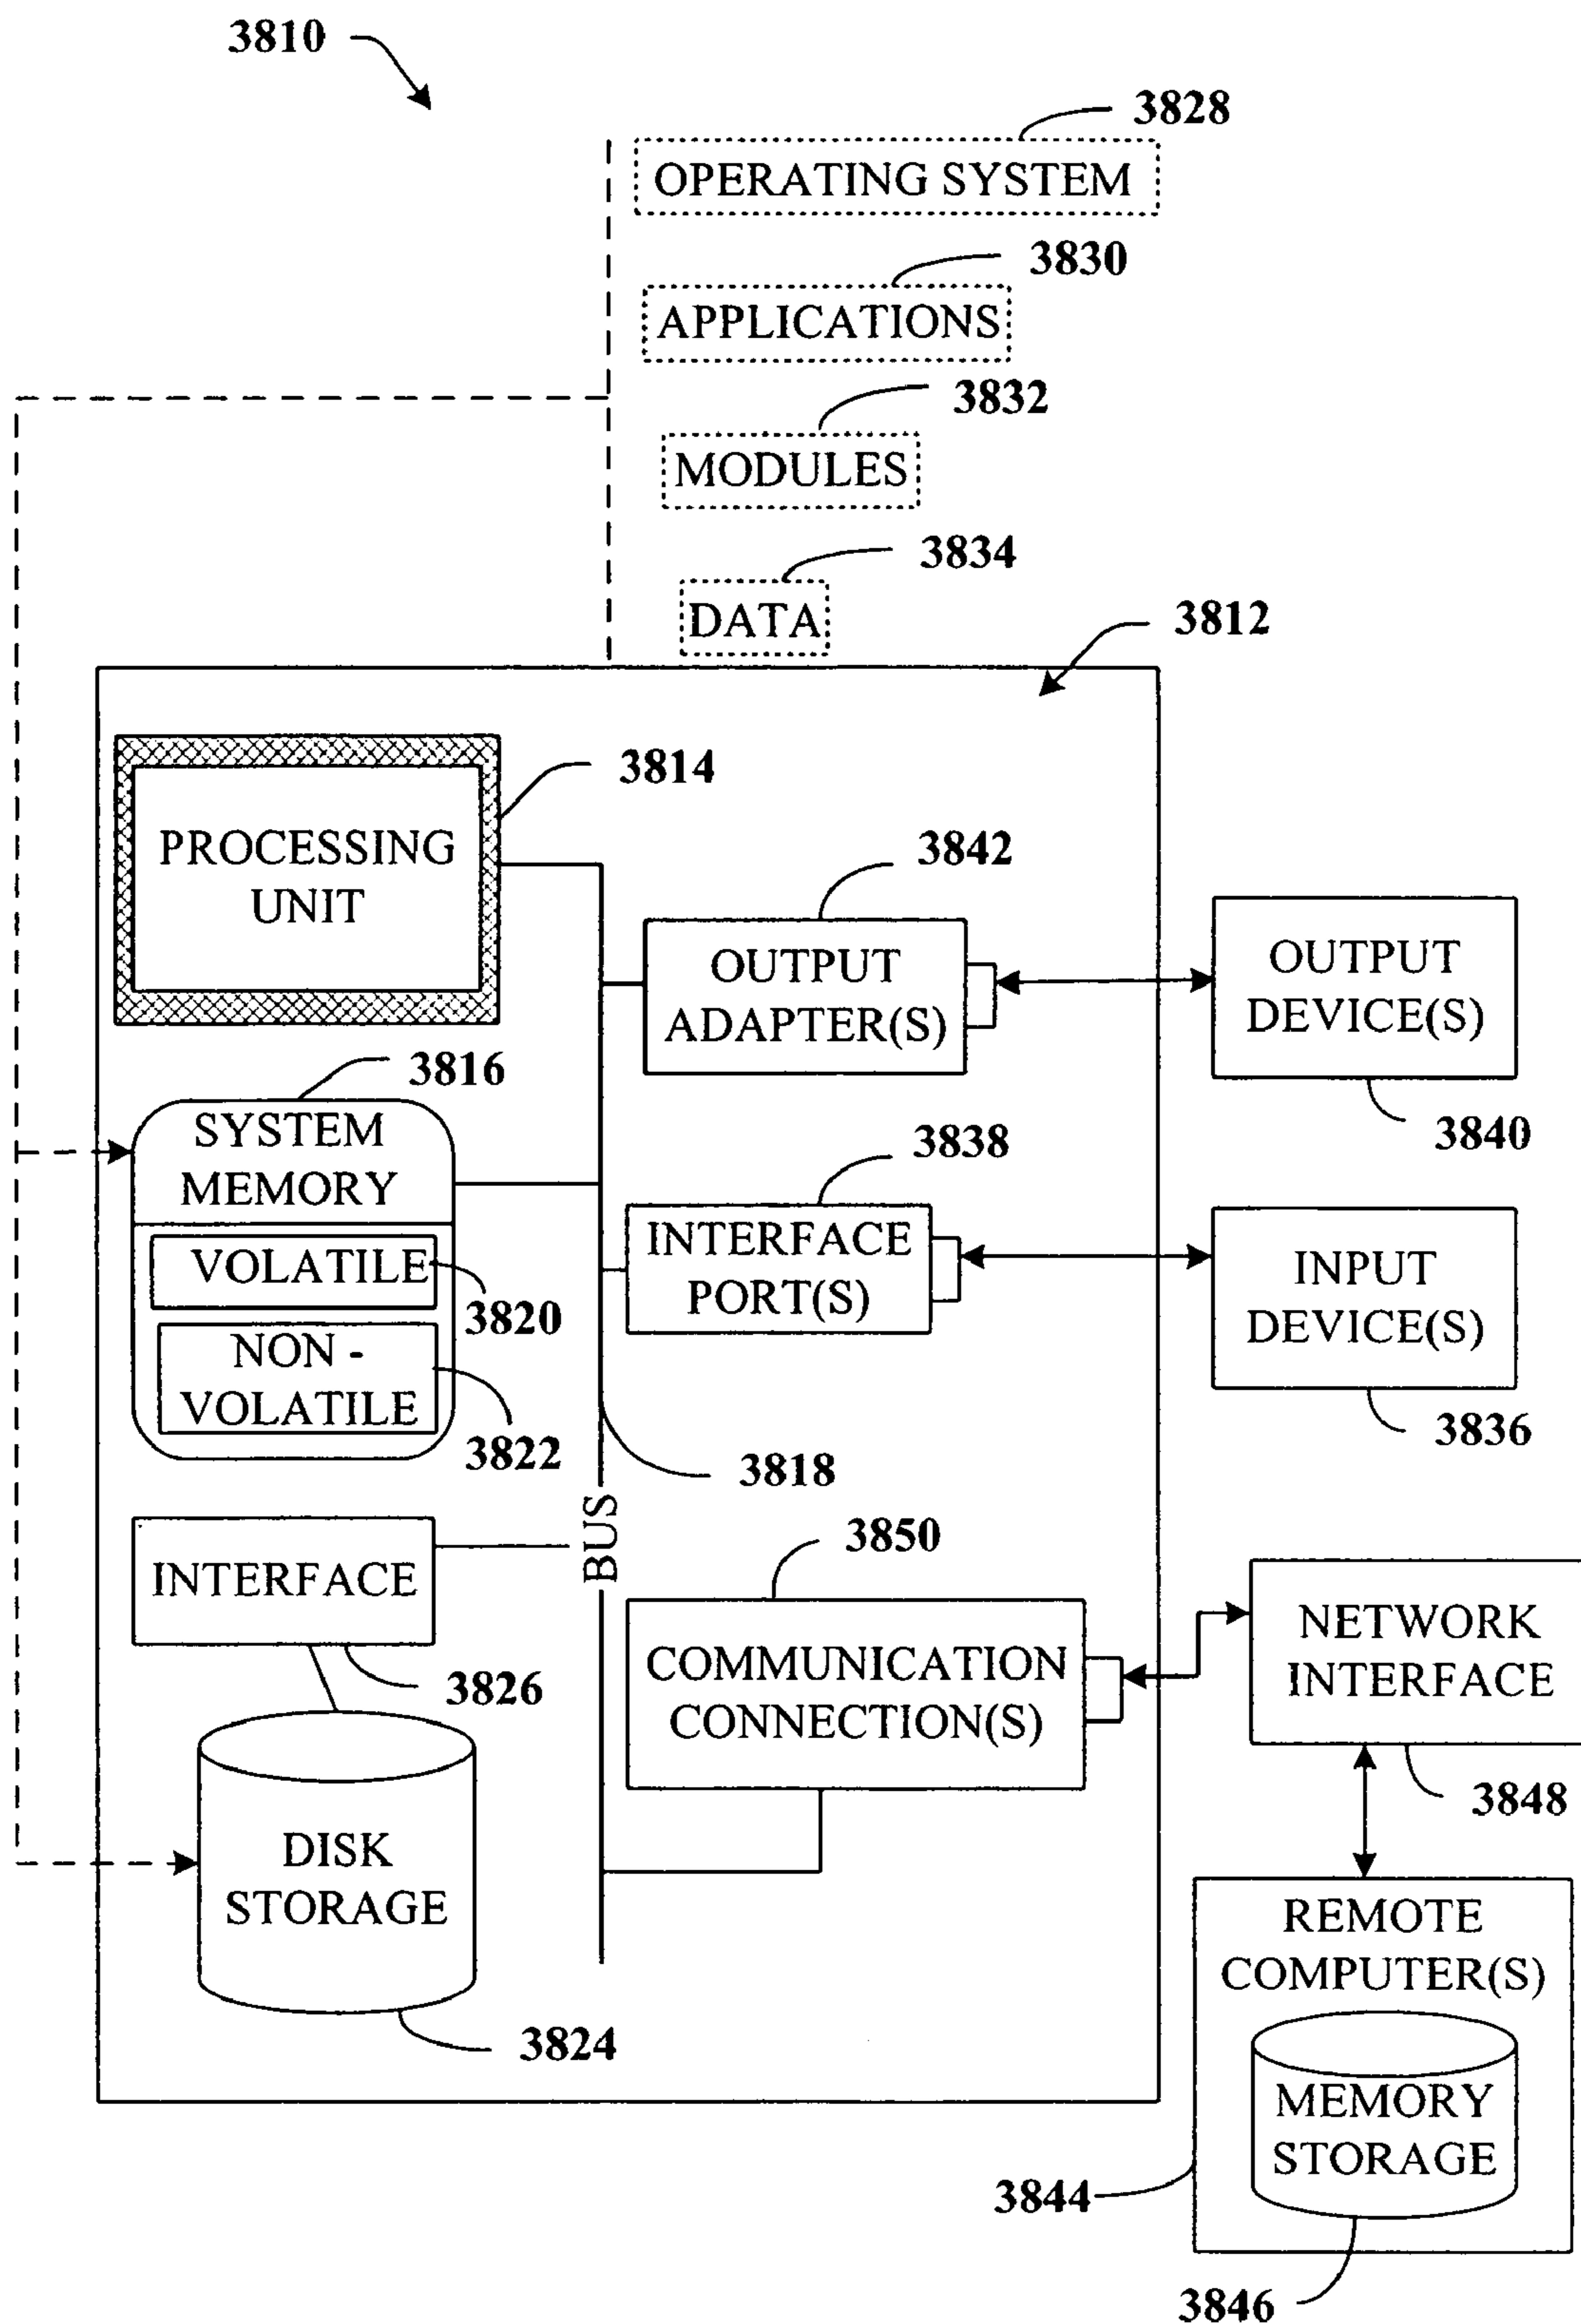 3810
3828
OPERATING SYSTEM
3830
APPLICATIONS
3832
MODULES
3834
DATA
3812
3814
PROCESSING
UNIT
3842
OUTPUT
ADAPTER(S)
OUTPUT
DEVICE(S)
3840
3816
SYSTEM
MEMORY
VOLATILE
3820
NON -
VOLATILE
3822
3838
INTERFACE
PORT(S)
INPUT
DEVICE(S)
3836
3818
BUS
INTERFACE
3826
3850
COMMUNICATION
CONNECTION(S)
NETWORK
INTERFACE
3848
DISK
STORAGE
3824
REMOTE
COMPUTER(S)
MEMORY
STORAGE
3844
3846